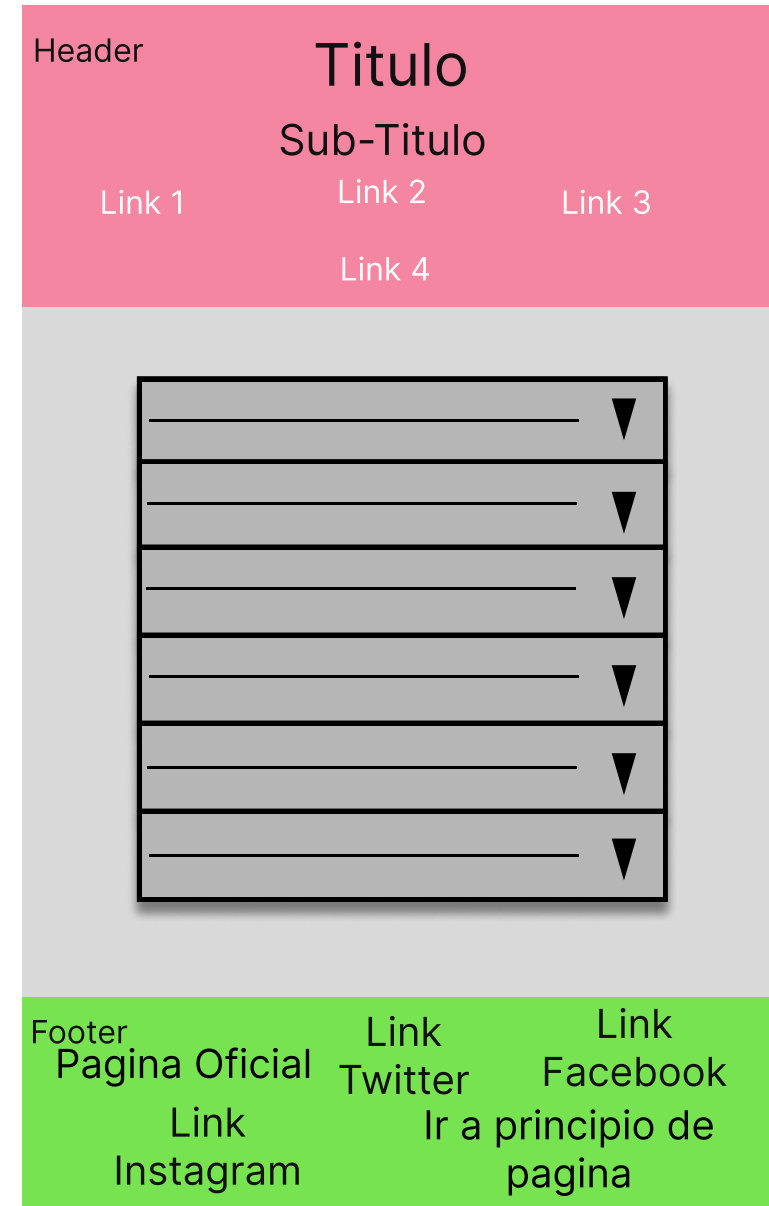 Header
Titulo
Sub-Titulo
Link 1
Link 2
Link 3
Link 4
Footer
Pagina Oficial
Link
Twitter
Link
Facebook
Link
Instagram
Ir a principio de
pagina